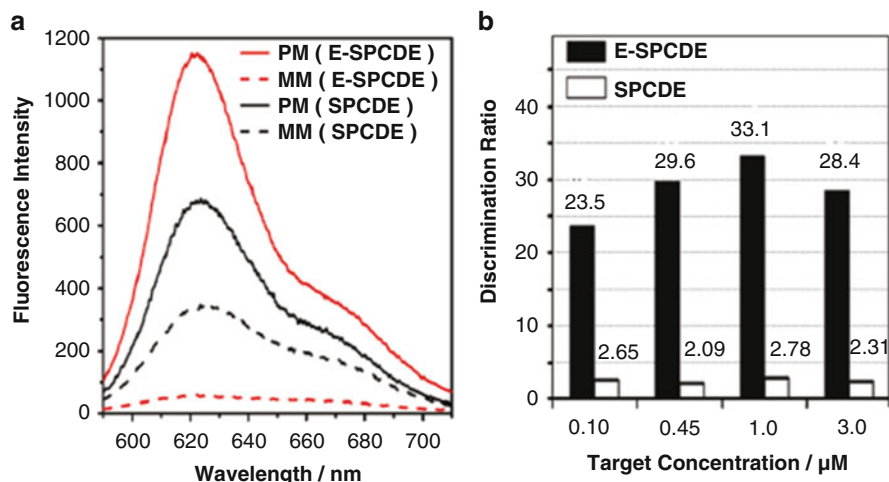 a
1200
1000
800
600
400
200
0
Fluorescence Intensity
PM ( E-SPCDE )
MM ( E-SPCDE )
PM ( SPCDE )
MM ( SPCDE )
600 620 640 660 680 700
Wavelength / nm
b
E-SPCDE
SPCDE
40
30
20
10
0
Discrimination Ratio
23.5
29.6
33.1
28.4
2.65
2.09
2.78
2.31
0.10 0.45 1.0 3.0
Target Concentration / µM